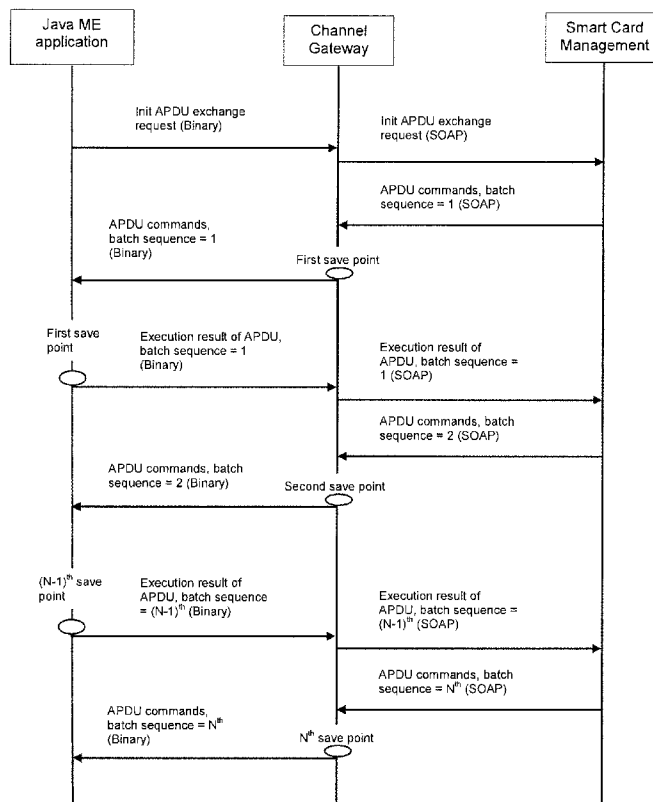 Java ME
application
Channel
Gateway
Smart Card
Management
Init APDU exchange
request (Binary)
Init APDU exchange
request (SOAP)
APDU commands, batch
sequence = 1 (SOAP)
APDU commands,
batch sequence = 1
(Binary)
First save point
First save
point
Execution result of APDU,
batch sequence = 1
(Binary)
Execution result of
APDU, batch sequence =
1 (SOAP)
APDU commands, batch
sequence = 2 (SOAP)
APDU commands, batch
sequence = 2 (Binary)
Second save point
(N-1)th save
point
Execution result of
APDU, batch sequence
= (N-1)th (Binary)
Execution result of
APDU, batch sequence =
(N-1)th (SOAP)
APDU commands, batch
sequence = Nth (SOAP)
APDU commands,
batch sequence = Nth
(Binary)
Nth save point